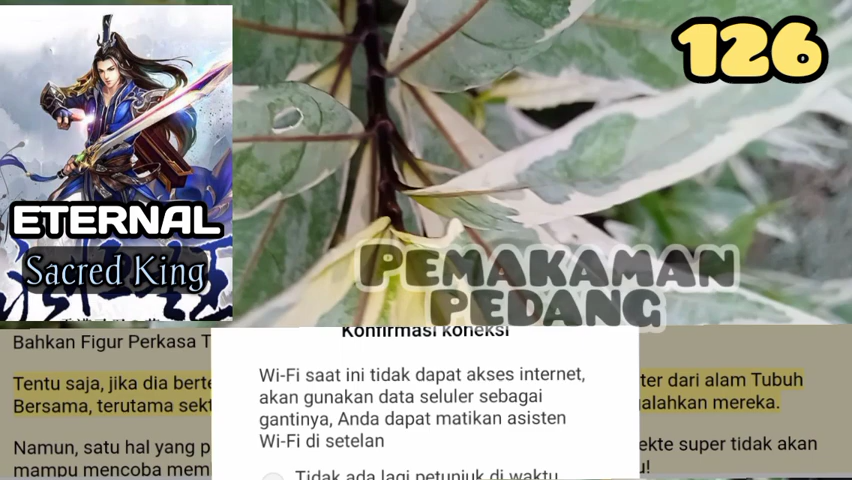 126
ETERNAL
Sacred King
PEMAKAMAN
PEDANG
Konfirmasi koneksi
Wi-Fi saat ini tidak dapat akses internet,
akan gunakan data seluler sebagai
gantinya, Anda dapat matikan asisten
Wi-Fi di setelan
Tidak ada lagi petunjuk di waktu
Bahkan Figur Perkasa T
Tentu saja, jika dia berte ter dari alam Tubuh
Bersama, terutama sekt alahkan mereka.
Namun, satu hal yang p ekte super tidak akan
mampu mencoba mem u!